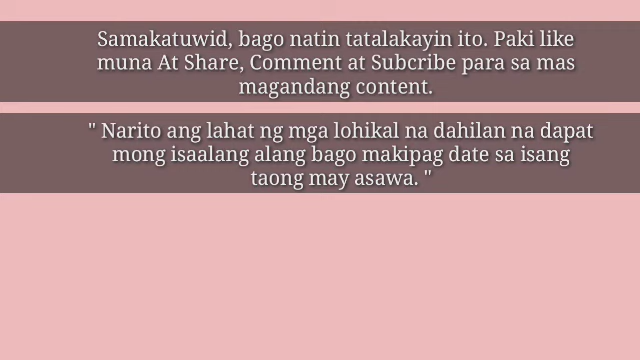 Samakatuwid, bago natin tatalakayin ito. Paki like
muna At Share, Comment at Subcribe para sa mas
magandang content.
" Narito ang lahat ng mga lohikal na dahilan na dapat
mong isaalang alang bago makipag date sa isang
taong may asawa. "